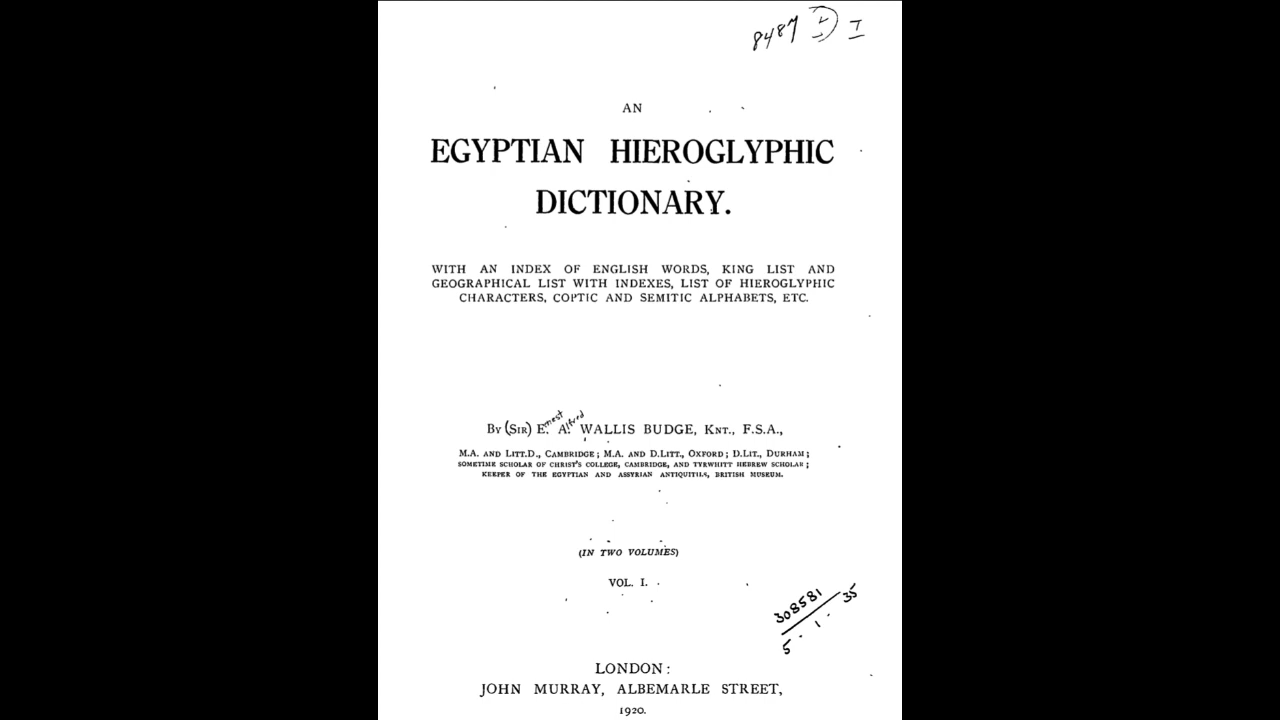 8487 D I
AN
EGYPTIAN HIEROGLYPHIC
DICTIONARY.
WITH AN INDEX OF ENGLISH WORDS, KING LIST AND
GEOGRAPHICAL LIST WITH INDEXES, LIST OF HIEROGLYPHIC
CHARACTERS, COPTIC AND SEMITIC ALPHABETS, ETC.
ernest alfred
BY (SIR) E. A. WALLIS BUDGE, KNT., F.S.A.,
M.A. AND LITT.D., CAMBRIDGE; M.A. AND D.LITT., OXFORD; D.LIT., DURHAM;
SOMETIME SCHOLAR OF CHRIST'S COLLEGE, CAMBRIDGE, AND TYRWHITT HEBREW SCHOLAR;
KEEPER OF THE EGYPTIAN AND ASSYRIAN ANTIQUITIES, BRITISH MUSEUM.
(IN TWO VOLUMES)
VOL. I.
308581
5. 1. 35
LONDON:
JOHN MURRAY, ALBEMARLE STREET,
1920.